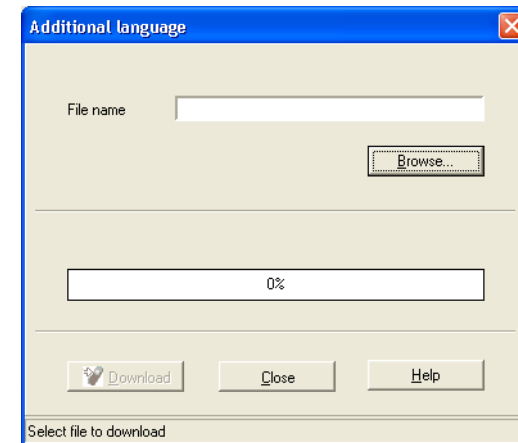 Additional language
File name
Browse...
0%
Download Close Help
Select file to download